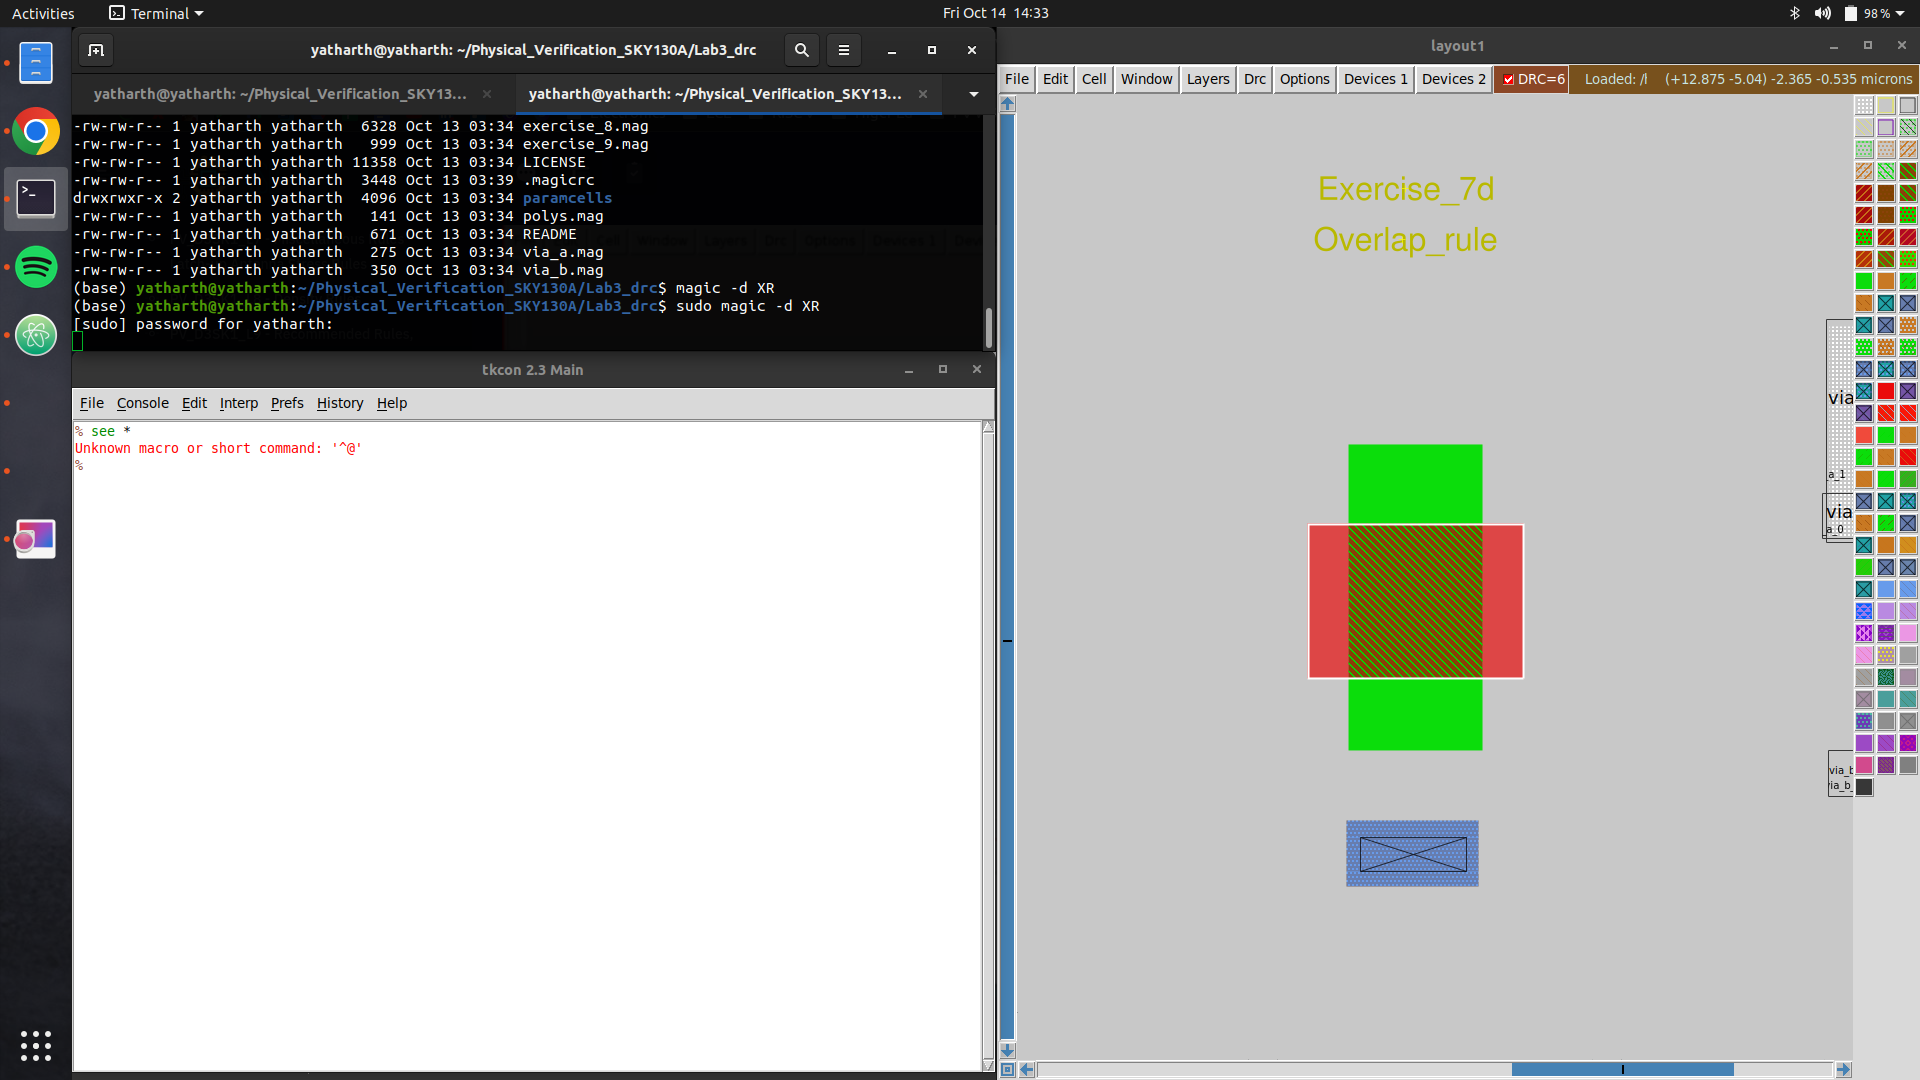 Activities
Terminal
Fri Oct 14 14:33
98 %
yatharth@yatharth: ~/Physical_Verification_SKY130A/Lab3_drc
yatharth@yatharth: ~/Physical_Verification_SKY13...
yatharth@yatharth: ~/Physical_Verification_SKY13...
-rw-rw-r-- 1 yatharth yatharth 6328 Oct 13 03:34 exercise_8.mag
-rw-rw-r-- 1 yatharth yatharth 999 Oct 13 03:34 exercise_9.mag
-rw-rw-r-- 1 yatharth yatharth 11358 Oct 13 03:34 LICENSE
-rw-rw-r-- 1 yatharth yatharth 3448 Oct 13 03:39 .magicrc
drwxrwxr-x 2 yatharth yatharth 4096 Oct 13 03:34 paramcells
-rw-rw-r-- 1 yatharth yatharth 141 Oct 13 03:34 polys.mag
-rw-rw-r-- 1 yatharth yatharth 671 Oct 13 03:34 README
-rw-rw-r-- 1 yatharth yatharth 275 Oct 13 03:34 via_a.mag
-rw-rw-r-- 1 yatharth yatharth 350 Oct 13 03:34 via_b.mag
(base) yatharth@yatharth:~/Physical_Verification_SKY130A/Lab3_drc$ magic -d XR
(base) yatharth@yatharth:~/Physical_Verification_SKY130A/Lab3_drc$ sudo magic -d XR
[sudo] password for yatharth:
tkcon 2.3 Main
File Console Edit Interp Prefs History Help
% see *
Unknown macro or short command: '^@'
%
layout1
File Edit Cell Window Layers Drc Options Devices 1 Devices 2 DRC=6 Loaded: /l (+12.875 -5.04) -2.365 -0.535 microns
Exercise_7d
Overlap_rule
via
a_1
via
a_0
via_b
via_b_